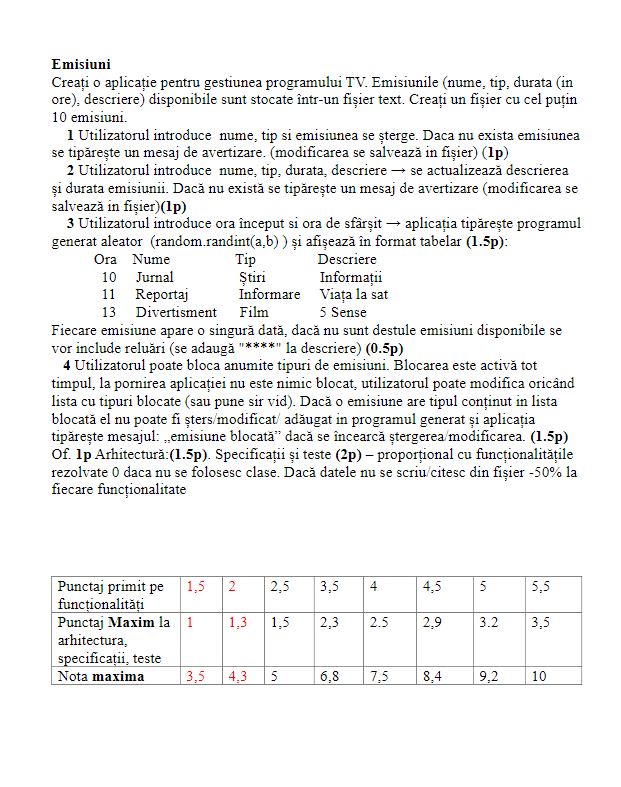 Emisiuni
Creați o aplicație pentru gestiunea programului TV. Emisiunile (nume, tip, durata (in
ore), descriere) disponibile sunt stocate într-un fișier text. Creați un fișier cu cel puțin
10 emisiuni.
1 Utilizatorul introduce nume, tip si emisiunea se șterge. Daca nu exista emisiunea
se tipărește un mesaj de avertizare. (modificarea se salvează in fișier) (1p)
2 Utilizatorul introduce nume, tip, durata, descriere → se actualizează descrierea
și durata emisiunii. Dacă nu există se tipărește un mesaj de avertizare (modificarea se
salvează in fișier)(1p)
3 Utilizatorul introduce ora început si ora de sfârșit → aplicația tipărește programul
generat aleator (random.randint(a,b) ) și afișează în format tabelar (1.5p):
Ora Nume Tip Descriere
10 Jurnal Știri Informații
11 Reportaj Informare Viața la sat
13 Divertisment Film 5 Sense
Fiecare emisiune apare o singură dată, dacă nu sunt destule emisiuni disponibile se
vor include reluări (se adaugă "****" la descriere) (0.5p)
4 Utilizatorul poate bloca anumite tipuri de emisiuni. Blocarea este activă tot
timpul, la pornirea aplicației nu este nimic blocat, utilizatorul poate modifica oricând
lista cu tipuri blocate (sau pune sir vid). Dacă o emisiune are tipul conținut in lista
blocată el nu poate fi șters/modificat/ adăugat in programul generat și aplicația
tipărește mesajul: „emisiune blocată” dacă se încearcă ștergerea/modificarea. (1.5p)
Of. 1p Arhitectură:(1.5p). Specificații și teste (2p) – proporțional cu funcționalitățile
rezolvate 0 daca nu se folosesc clase. Dacă datele nu se scriu/citesc din fișier -50% la
fiecare funcționalitate
Punctaj primit pe 1,5 2 2,5 3,5 4 4,5 5 5,5
funcționalități
Punctaj Maxim la 1 1,3 1,5 2,3 2.5 2,9 3.2 3,5
arhitectura,
specificații, teste
Nota maxima 3,5 4,3 5 6,8 7,5 8,4 9,2 10